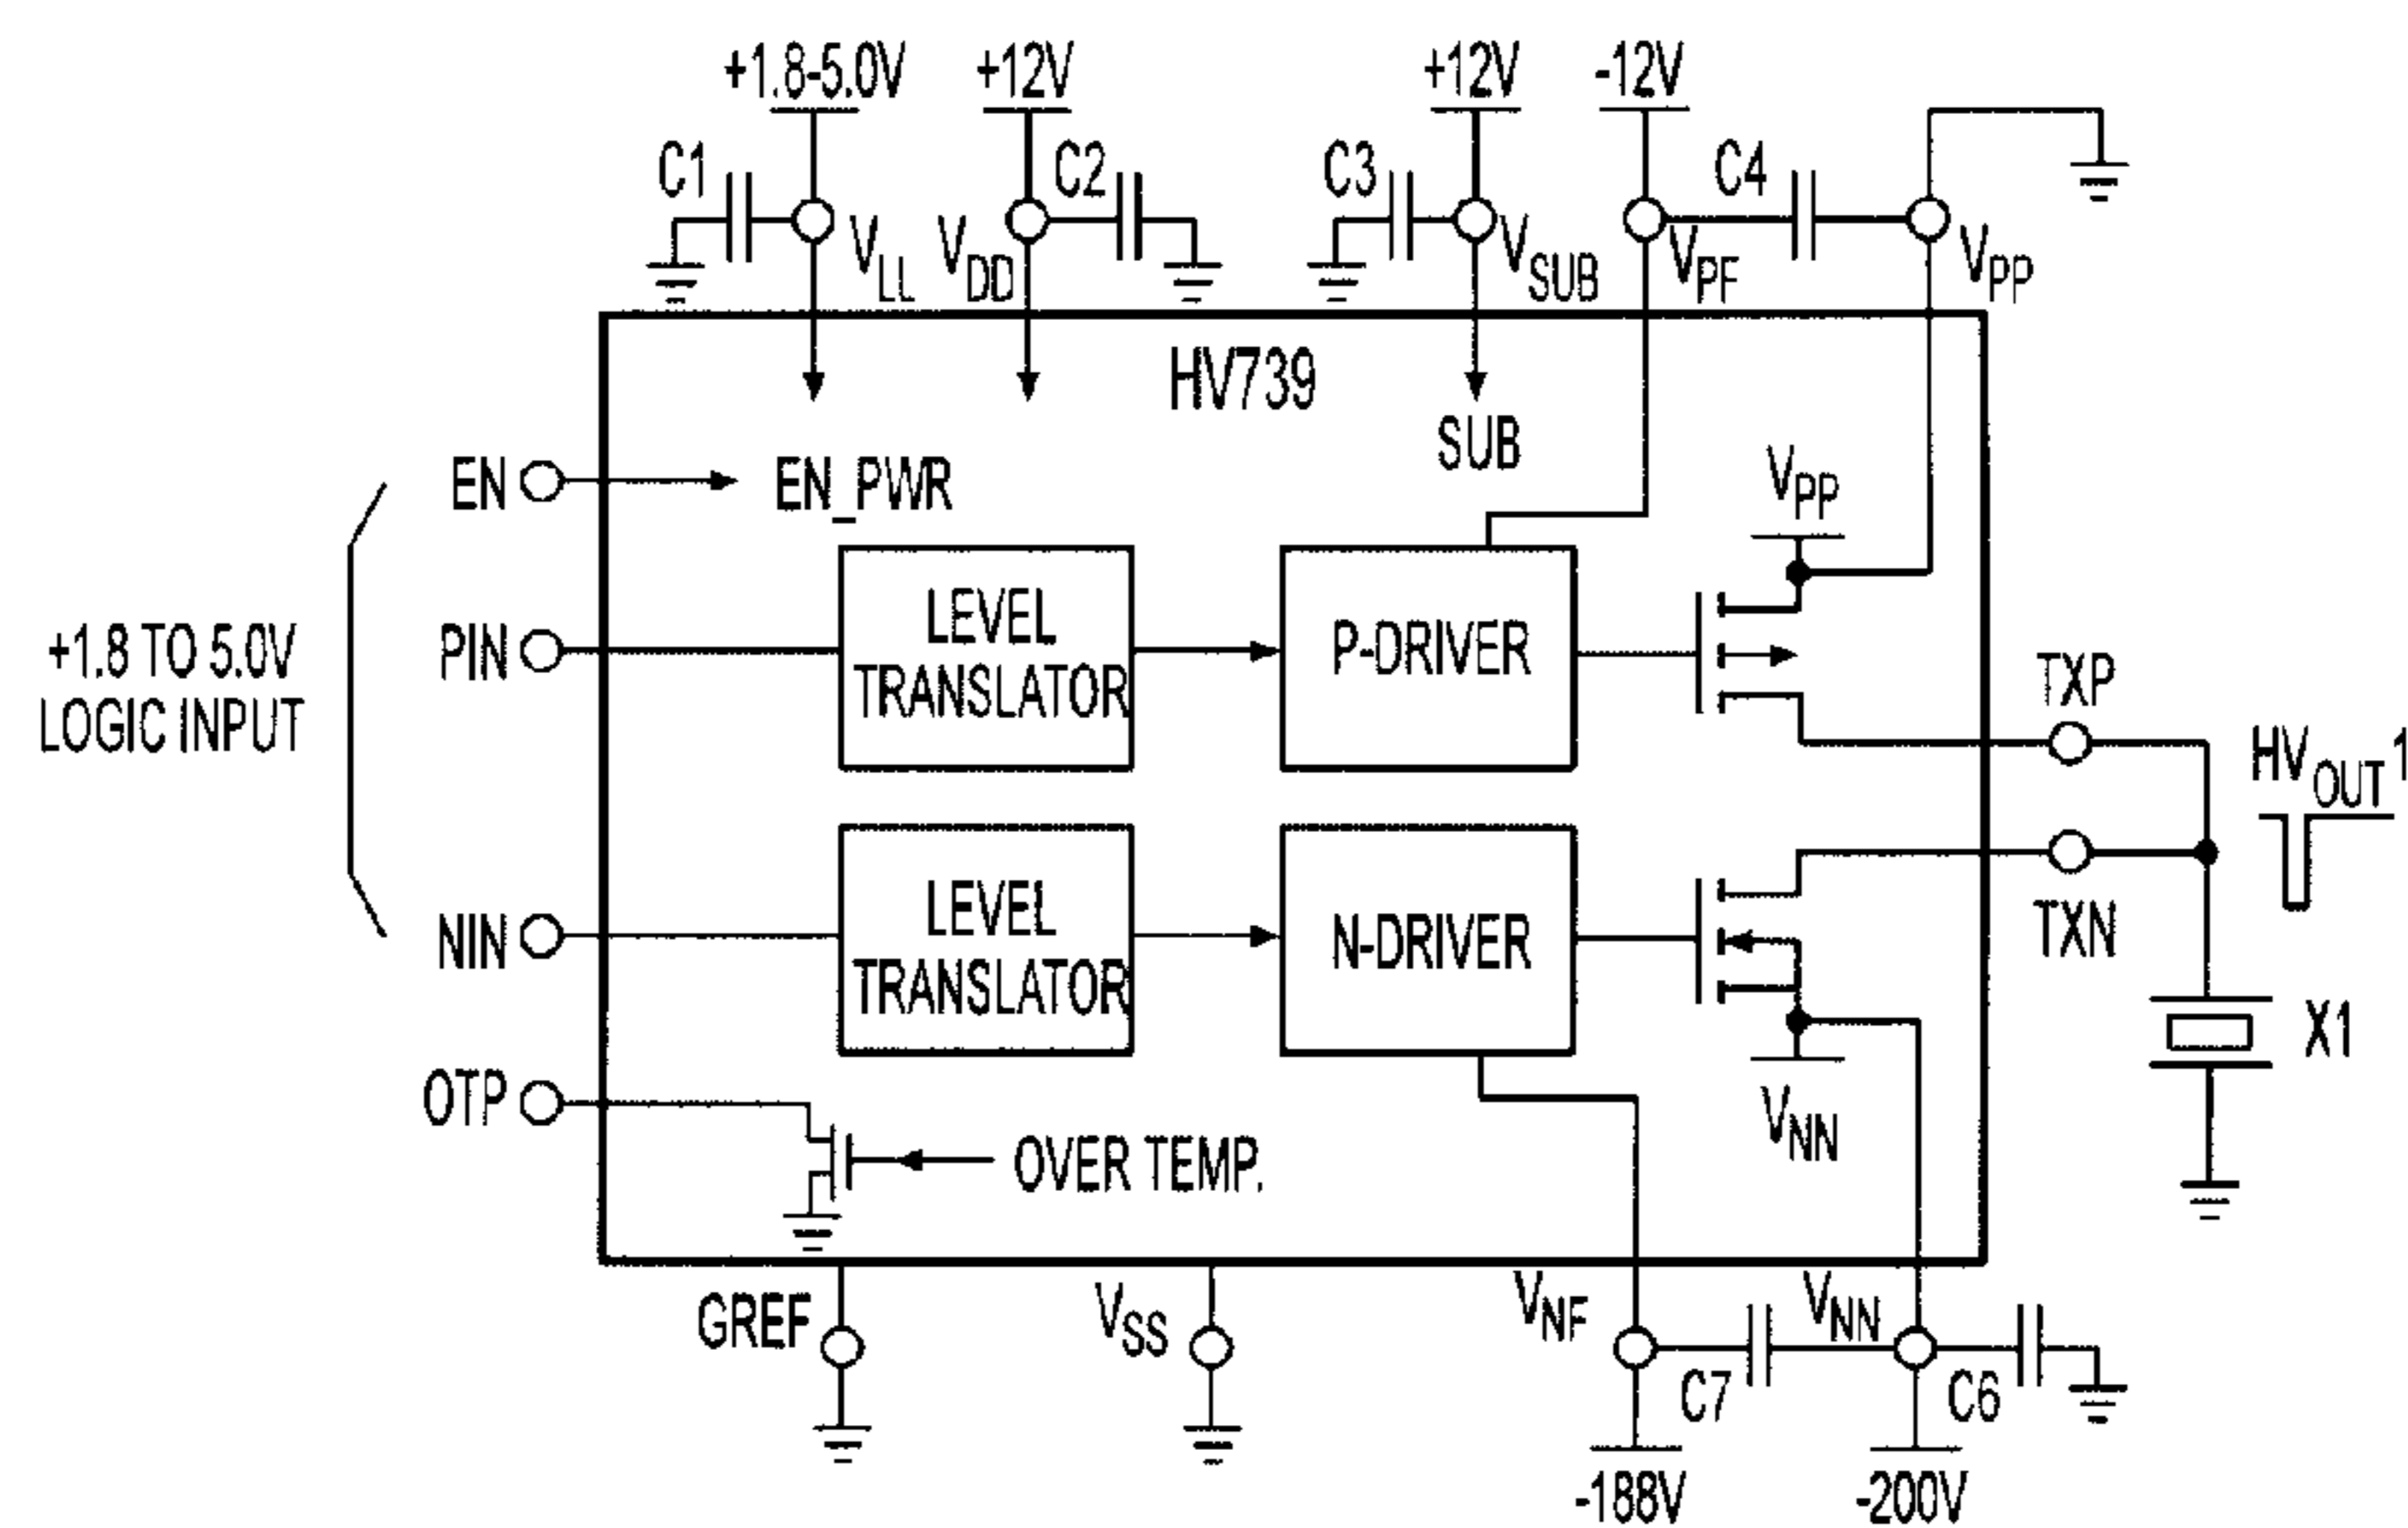 +1.8-5.0V
+12V
+12V
-12V
C1
C2
C3
C4
VLL
VDD
VSUB
VPF
VPP
HV739
SUB
EN
EN_PWR
VPP
+1.8 TO 5.0V
LOGIC INPUT
PIN
LEVEL
TRANSLATOR
P-DRIVER
TXP
HVOUT1
NIN
LEVEL
TRANSLATOR
N-DRIVER
TXN
X1
OTP
OVER TEMP.
VNN
GREF
VSS
VNF
VNN
C7
C6
-188V
-200V